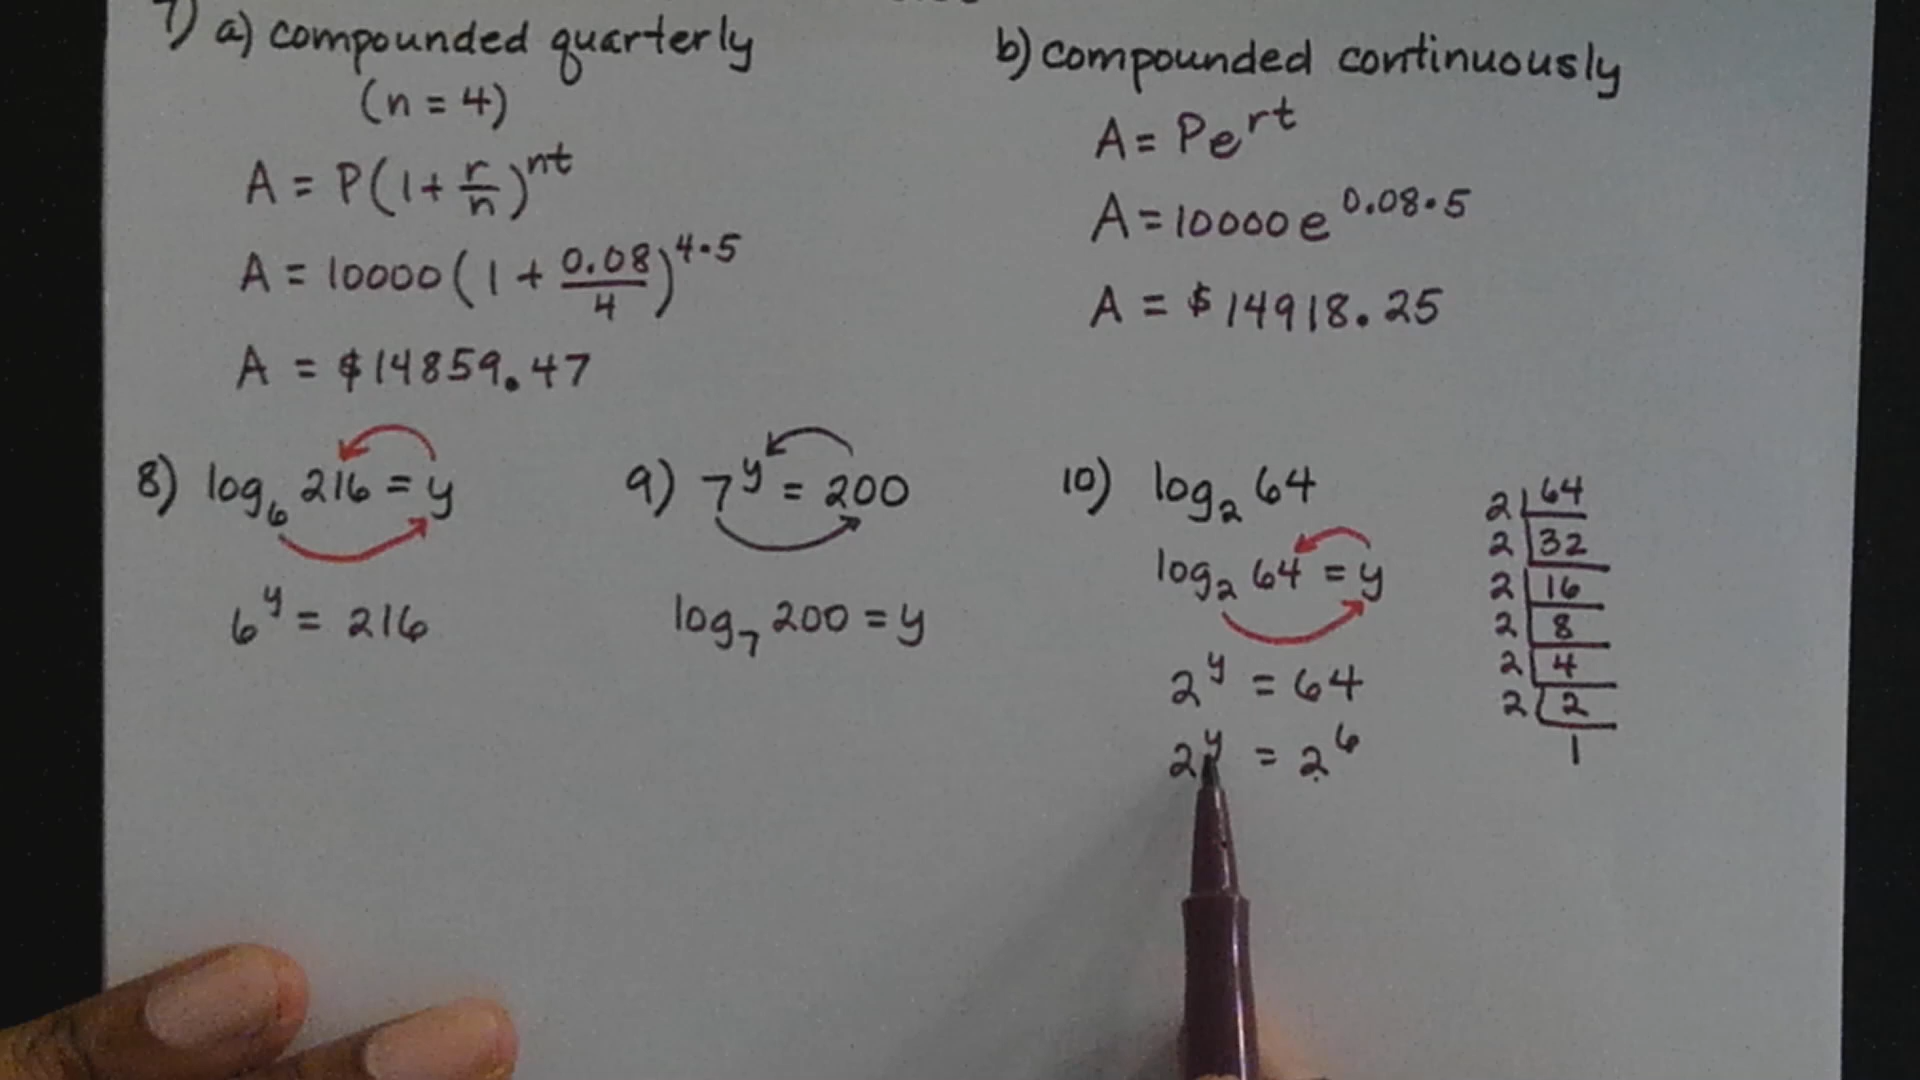 7) a) compounded quarterly
(n = 4)
A = P(1 + r/n)^nt
A = 10000(1 + 0.08/4)^4·5
A = $14859.47
b) compounded continuously
A = Pe^rt
A = 10000e^0.08·5
A = $14918.25
8) log₆ 216 = y
6^y = 216
9) 7^y = 200
log₇ 200 = y
10) log₂ 64
log₂ 64 = y
2^y = 64
2^y = 2^6
2 64
2 32
2 16
2 8
2 4
2 2
1